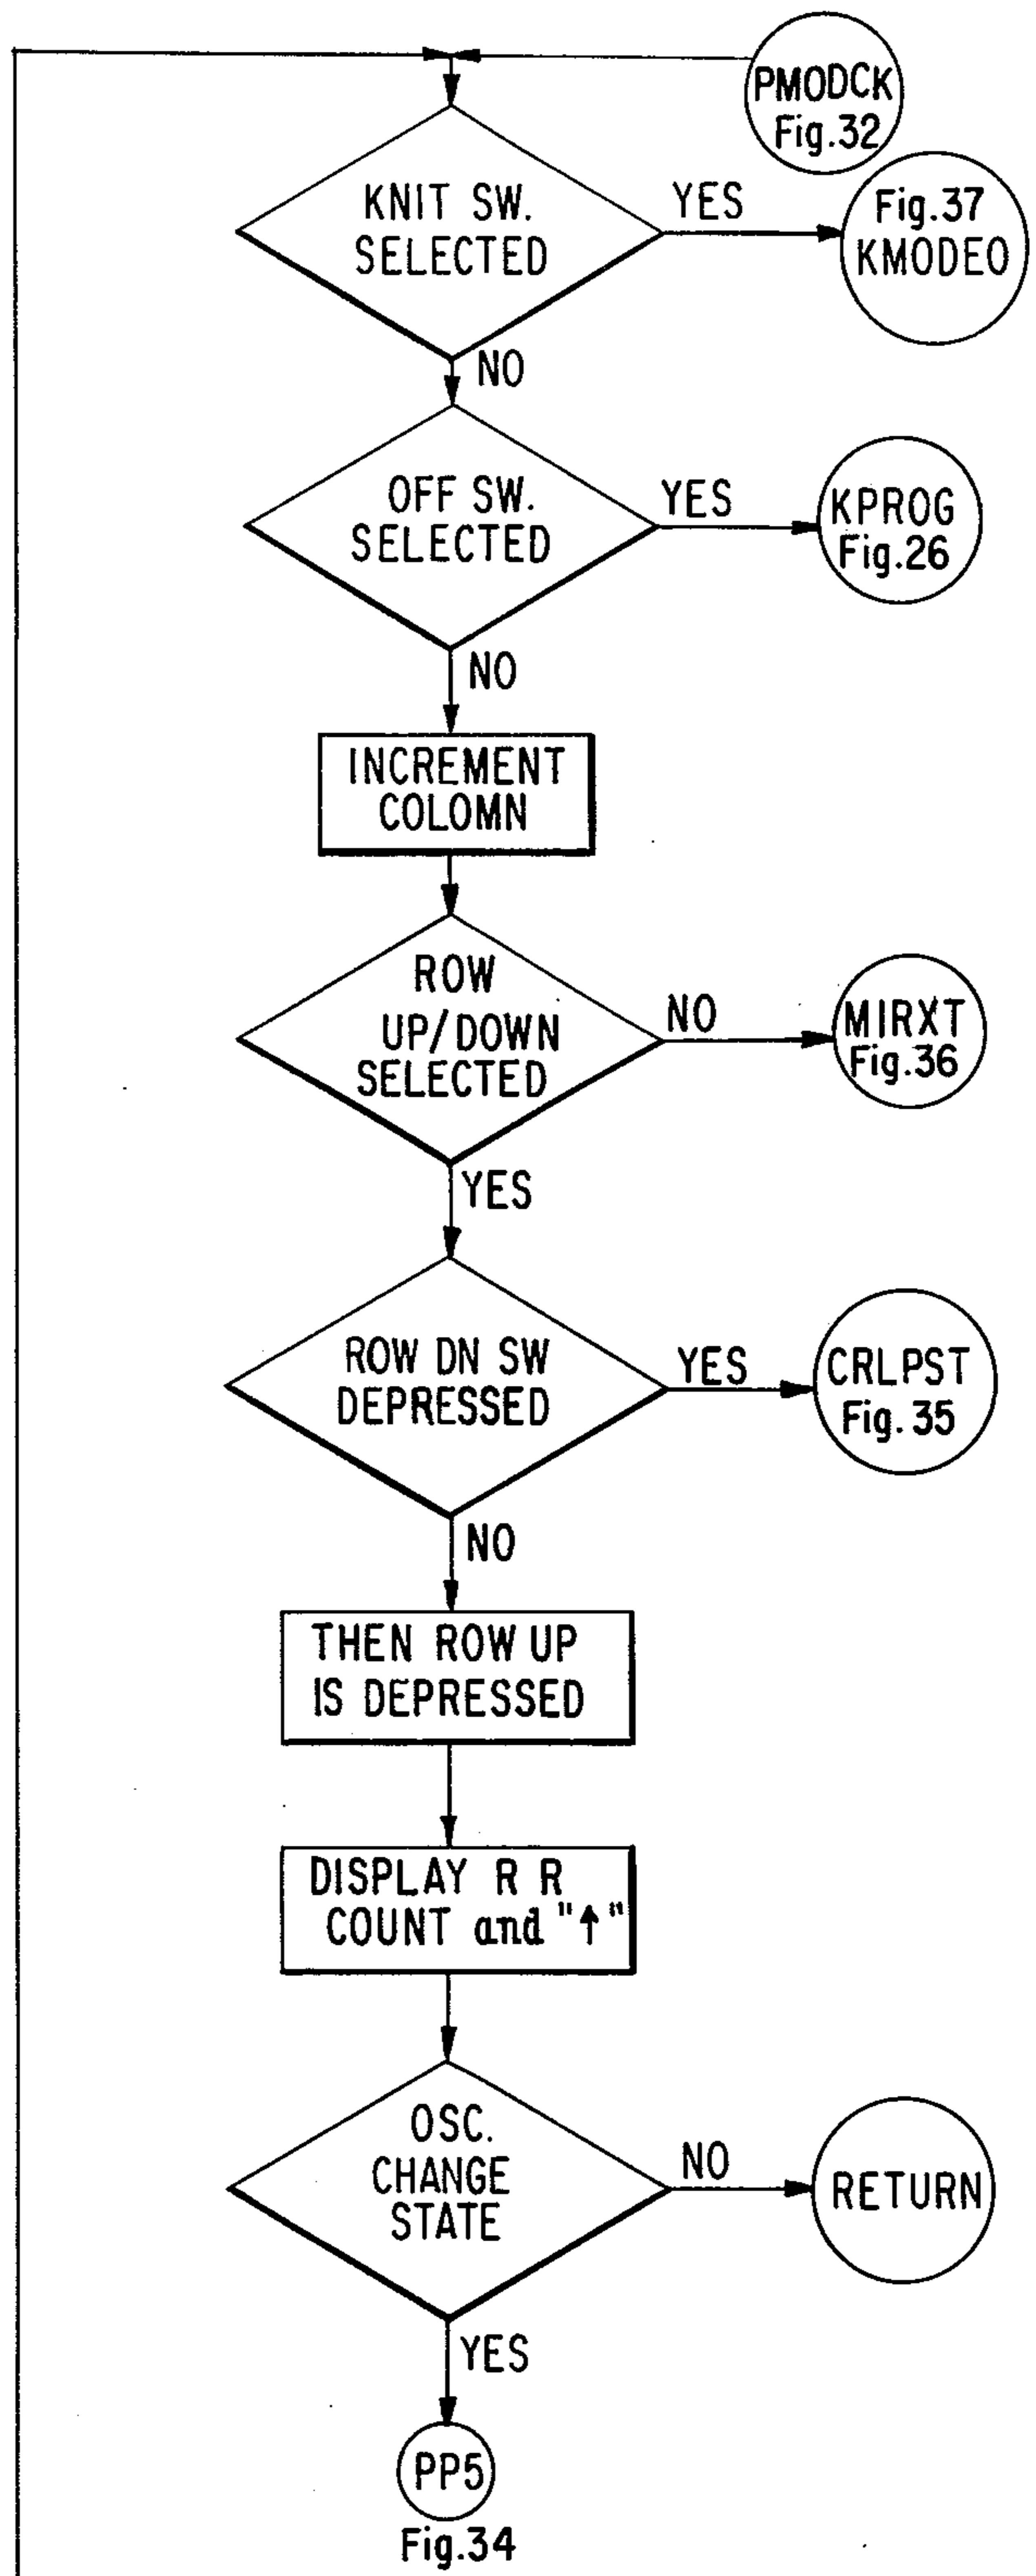 PMODCK
Fig.32
KNIT SW.
SELECTED
YES
Fig.37
KMODEO
NO
OFF SW.
SELECTED
YES
KPROG
Fig.26
NO
INCREMENT
COLOMN
ROW
UP/DOWN
SELECTED
NO
MIRXT
Fig.36
YES
ROW DN SW
DEPRESSED
YES
CRLPST
Fig.35
NO
THEN ROW UP
IS DEPRESSED
DISPLAY R R
COUNT and "↑"
OSC.
CHANGE
STATE
NO
RETURN
YES
PP5
Fig.34